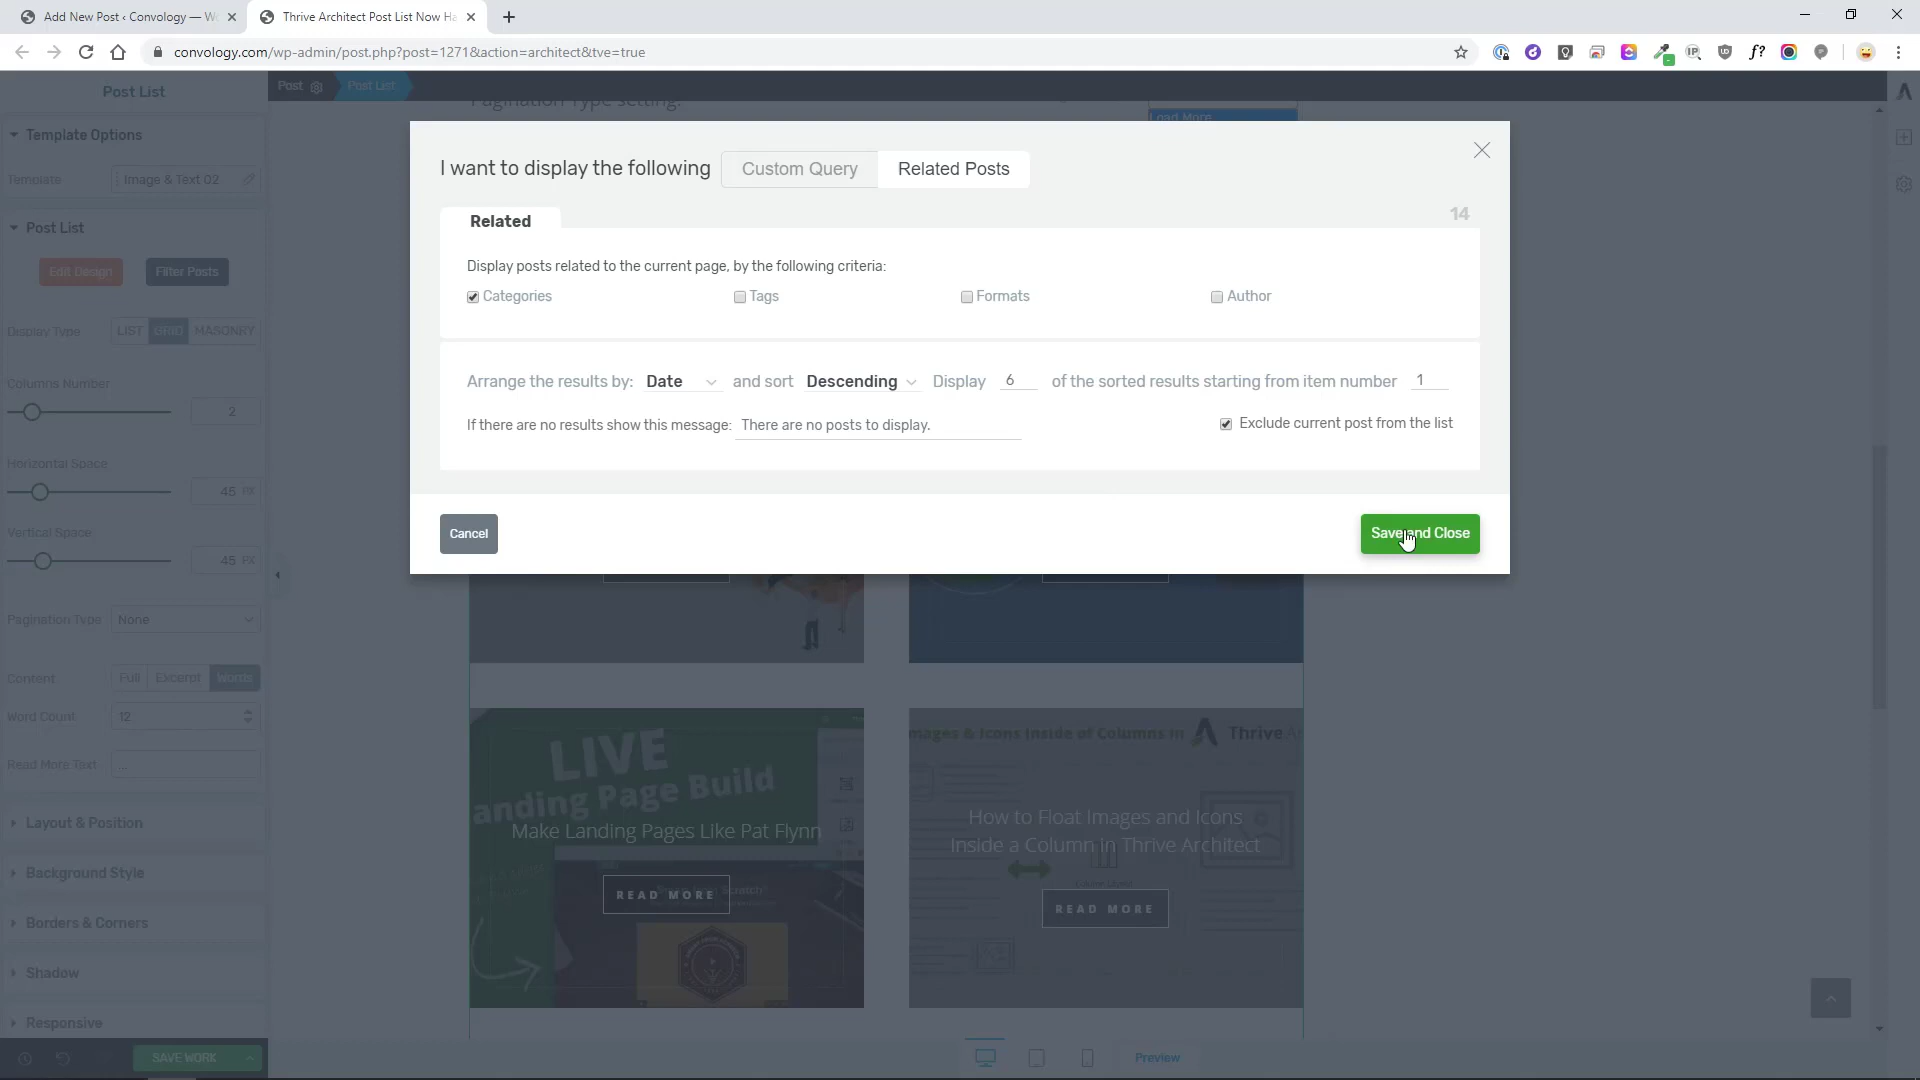 Add New Post ‹ Convology — W
Thrive Architect Post List Now Ha
convology.com/wp-admin/post.php?post=1271&action=architect&tve=true
Post List
Post
Post List
Pagination Type setting:
Load More
Template Options
Template
Image & Text 02
Post List
Edit Design
Filter Posts
Display Type
LIST
GRID
MASONRY
Columns Number
2
Horizontal Space
45 PX
Vertical Space
45 PX
Pagination Type
None
Content
Full
Excerpt
Words
Word Count
12
Read More Text
...
Layout & Position
Background Style
Borders & Corners
Shadow
Responsive
SAVE WORK
I want to display the following
Custom Query
Related Posts
Related
14
Display posts related to the current page, by the following criteria:
Categories
Tags
Formats
Author
Arrange the results by: Date and sort Descending Display 6 of the sorted results starting from item number 1
If there are no results show this message: There are no posts to display.
Exclude current post from the list
Cancel
Save and Close
LIVE
anding Page Build
Make Landing Pages Like Pat Flynn
READ MORE
mages & Icons Inside of Columns in Thrive Ar
How to Float Images and Icons
Inside a Column in Thrive Architect
READ MORE
Preview